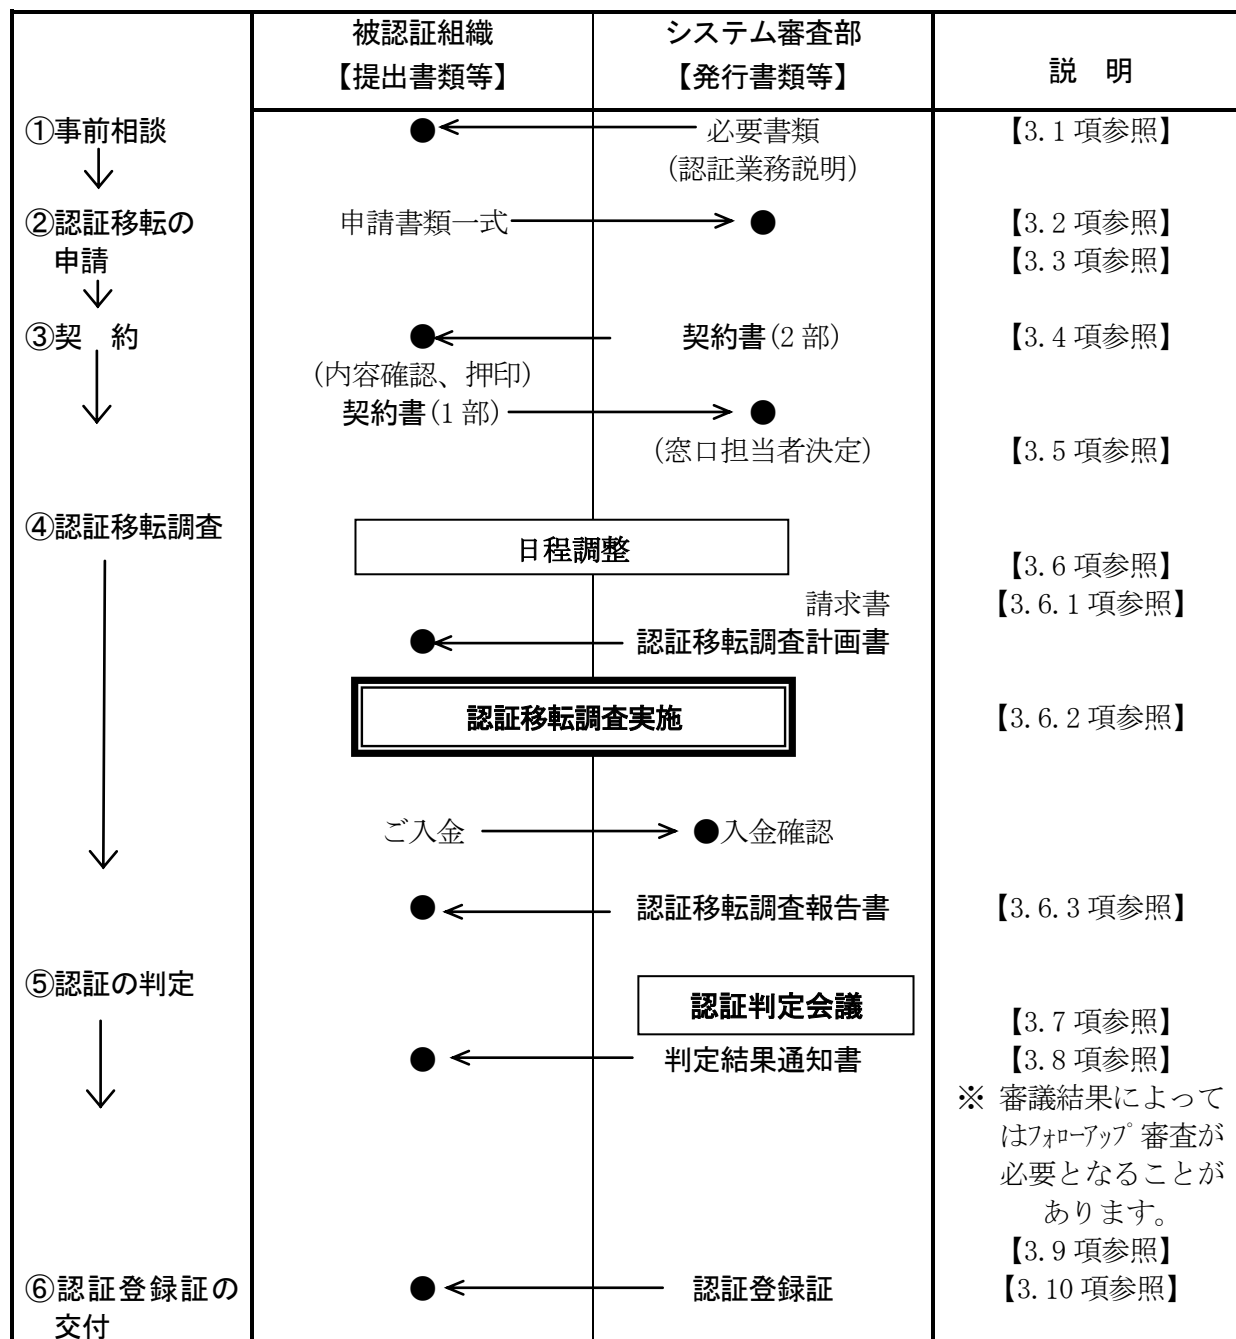 被認証組織 システム審査部
【提出書類等】 【発行書類等】 説 明
①事前相談 ● 必要書類 【3.1 項参照】
(認証業務説明)
②認証移転の 申請書類一式 ● 【3.2 項参照】
申請 【3.3 項参照】
③契 約 ● 契約書(2 部) 【3.4 項参照】
(内容確認、押印)
契約書(1 部) ●
(窓口担当者決定) 【3.5 項参照】
④認証移転調査
日程調整
【3.6 項参照】
請求書 【3.6.1 項参照】
● 認証移転調査計画書
認証移転調査実施 【3.6.2 項参照】
ご入金 ●入金確認
● 認証移転調査報告書 【3.6.3 項参照】
⑤認証の判定
認証判定会議
【3.7 項参照】
● 判定結果通知書 【3.8 項参照】
※ 審議結果によって
はフォローアップ審査が
必要となることが
あります。
【3.9 項参照】
⑥認証登録証の ● 認証登録証 【3.10 項参照】
交付